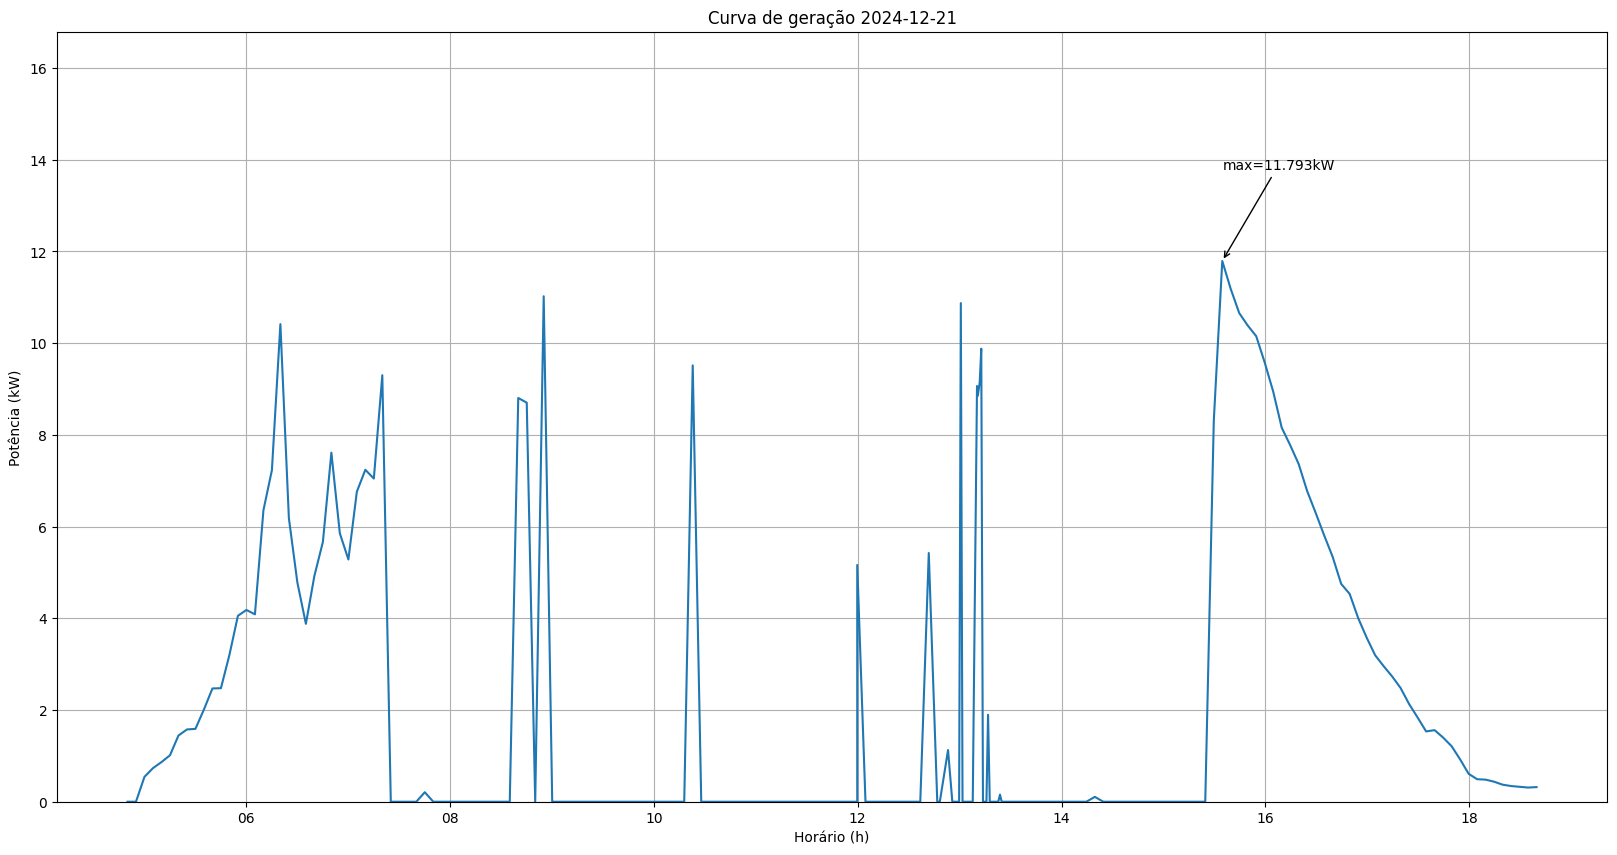 Curva de geração 2024-12-21
16
14
12
10
8
6
4
2
0
Potência (kW)
max=11.793kW
06 08 10 12 14 16 18
Horário (h)